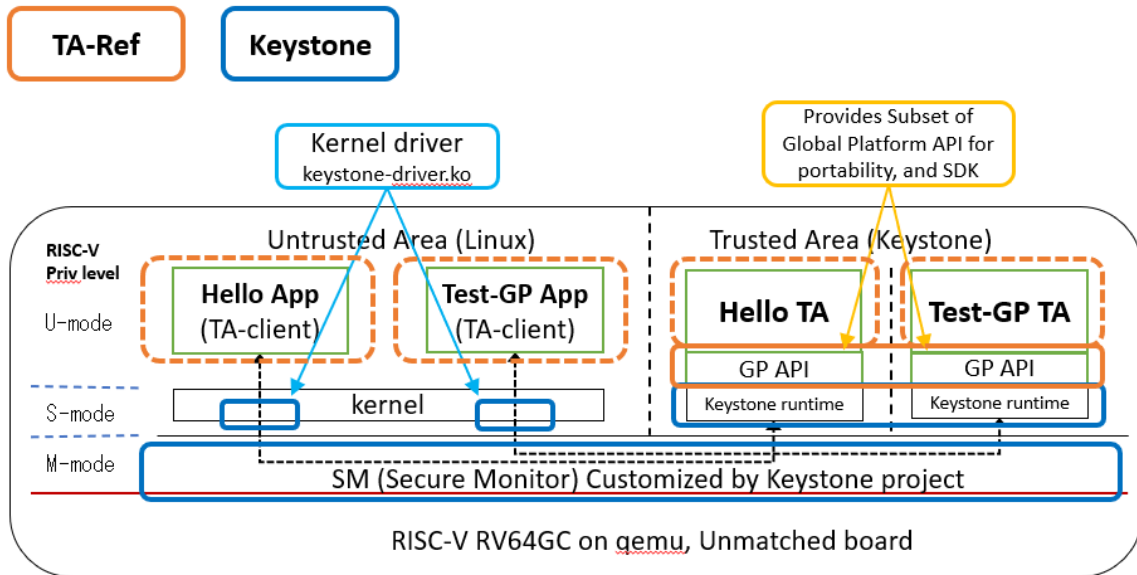 TA-Ref
Keystone
Kernel driver
keystone-driver.ko
Provides Subset of
Global Platform API for
portability, and SDK
RISC-V
Priv level
Untrusted Area (Linux)
Trusted Area (Keystone)
U-mode
Hello App
(TA-client)
Test-GP App
(TA-client)
Hello TA
Test-GP TA
GP API
GP API
S-mode
kernel
Keystone runtime
Keystone runtime
M-mode
SM (Secure Monitor) Customized by Keystone project
RISC-V RV64GC on qemu, Unmatched board